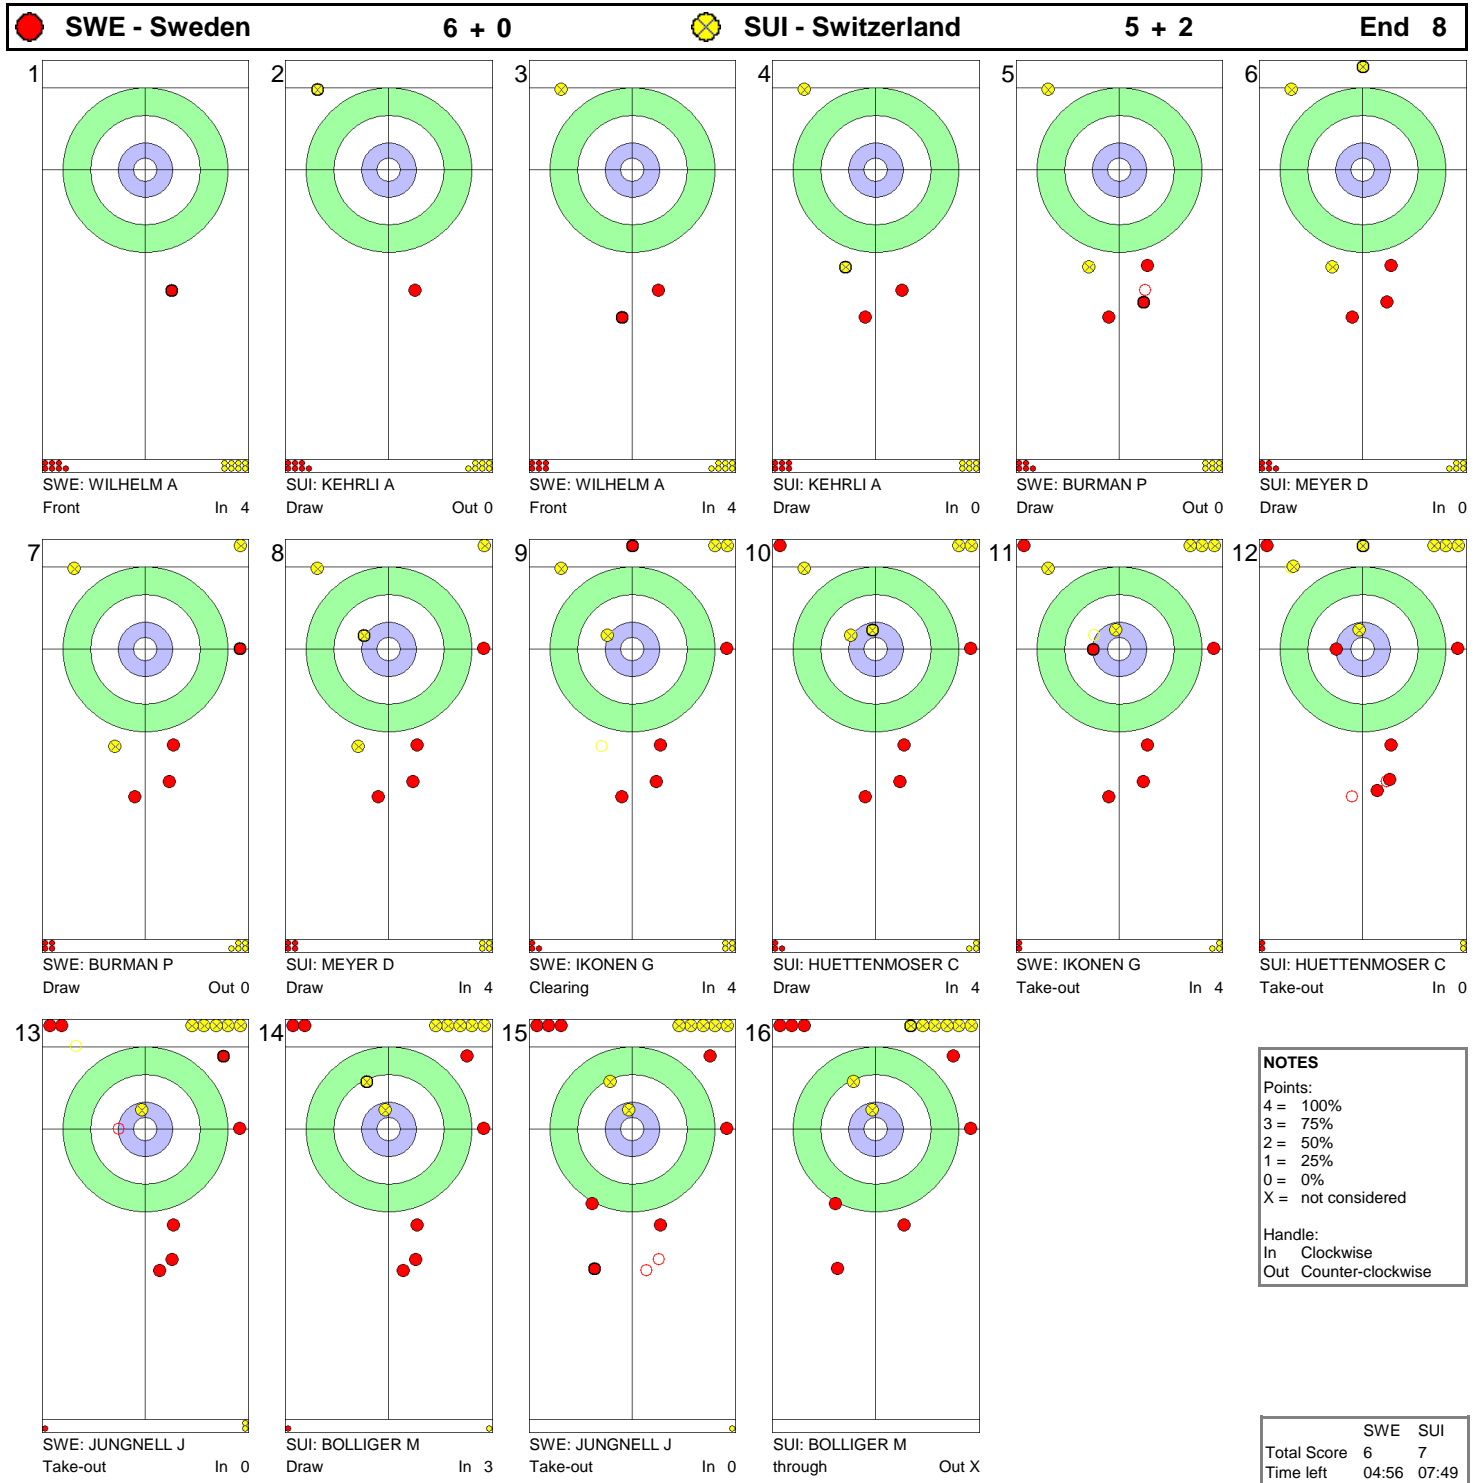 SWE - Sweden 6 + 0 SUI - Switzerland 5 + 2 End 8
1 2 3 4 5 6
SWE: WILHELM A SUI: KEHRLI A SWE: WILHELM A SUI: KEHRLI A SWE: BURMAN P SUI: MEYER D
Front In 4 Draw Out 0 Front In 4 Draw In 0 Draw Out 0 Draw In 0
7 8 9 10 11 12
SWE: BURMAN P SUI: MEYER D SWE: IKONEN G SUI: HUETTENMOSER C SWE: IKONEN G SUI: HUETTENMOSER C
Draw Out 0 Draw In 4 Clearing In 4 Draw In 4 Take-out In 4 Take-out In 0
13 14 15 16
SWE: JUNGNELL J SUI: BOLLIGER M SWE: JUNGNELL J SUI: BOLLIGER M
Take-out In 0 Draw In 3 Take-out In 0 through Out X
NOTES
Points:
4 = 100%
3 = 75%
2 = 50%
1 = 25%
0 = 0%
X = not considered
Handle:
In Clockwise
Out Counter-clockwise
SWE SUI
Total Score 6 7
Time left 04:56 07:49